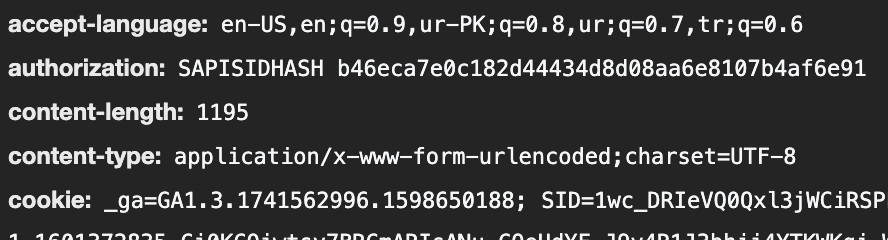 accept-language: en-US,en;q=0.9,ur-PK;q=0.8,ur;q=0.7,tr;q=0.6
authorization: SAPISIDHASH b46eca7e0c182d44434d8d08aa6e8107b4af6e91
content-length: 1195
content-type: application/x-www-form-urlencoded;charset=UTF-8
cookie: _ga=GA1.3.1741562996.1598650188; SID=1wc_DRIeVQ0Qxl3jWCiRSP